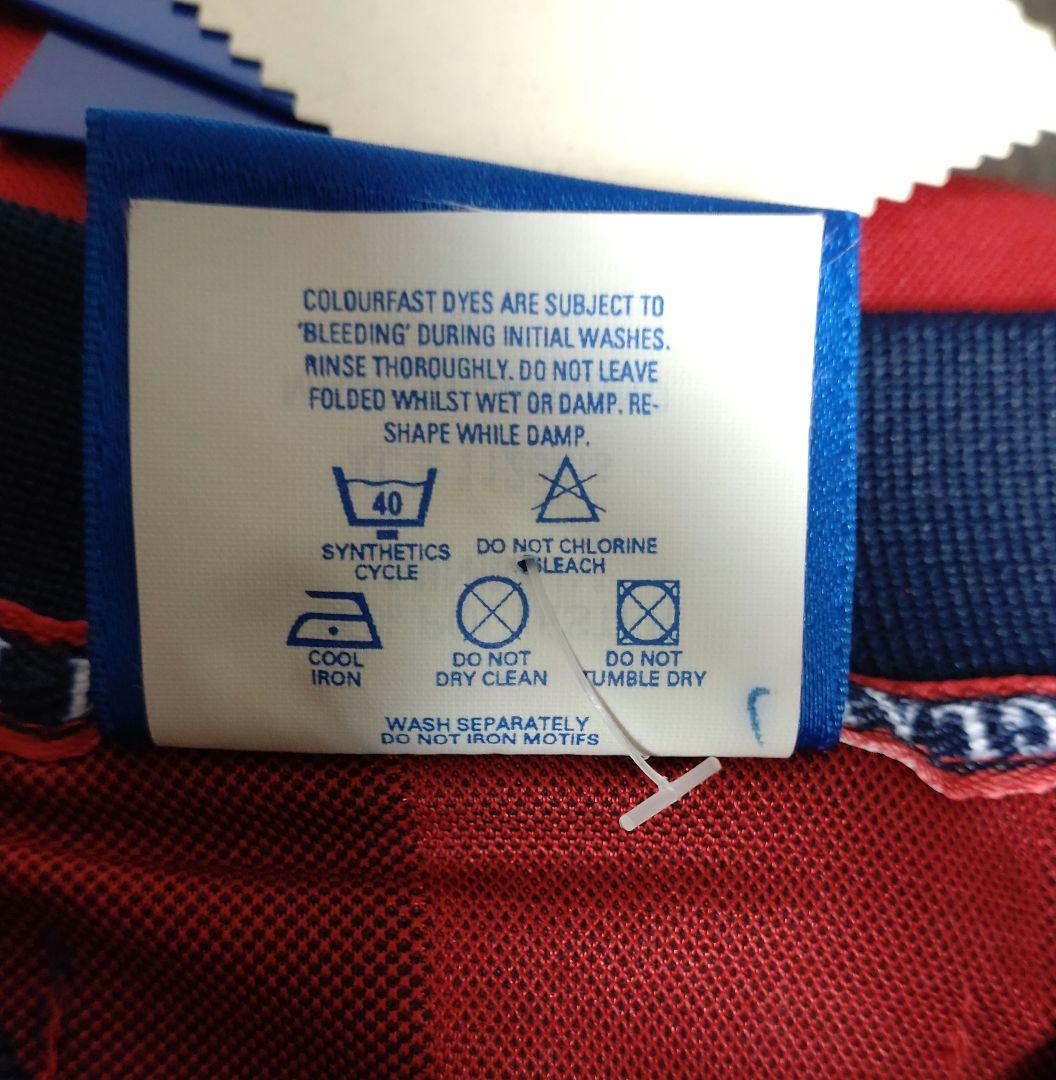 COLOURFAST DYES ARE SUBJECT TO
'BLEEDING' DURING INITIAL WASHES.
RINSE THOROUGHLY. DO NOT LEAVE
FOLDED WHILST WET OR DAMP. RE-
SHAPE WHILE DAMP.
40
SYNTHETICS
CYCLE
DO NOT CHLORINE
BLEACH
COOL
IRON
DO NOT
DRY CLEAN
DO NOT
TUMBLE DRY
WASH SEPARATELY
DO NOT IRON MOTIFS